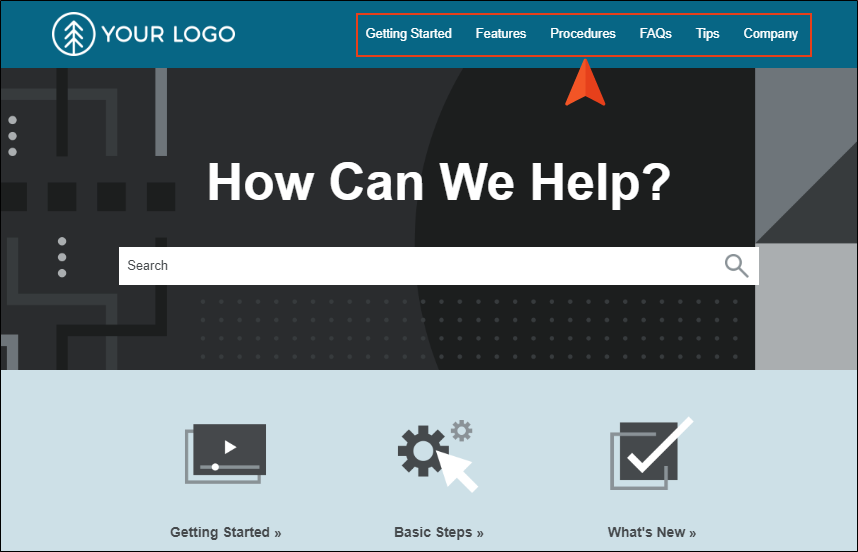 YOUR LOGO
Getting Started Features Procedures FAQs Tips Company
How Can We Help?
Search
Getting Started » Basic Steps » What's New »